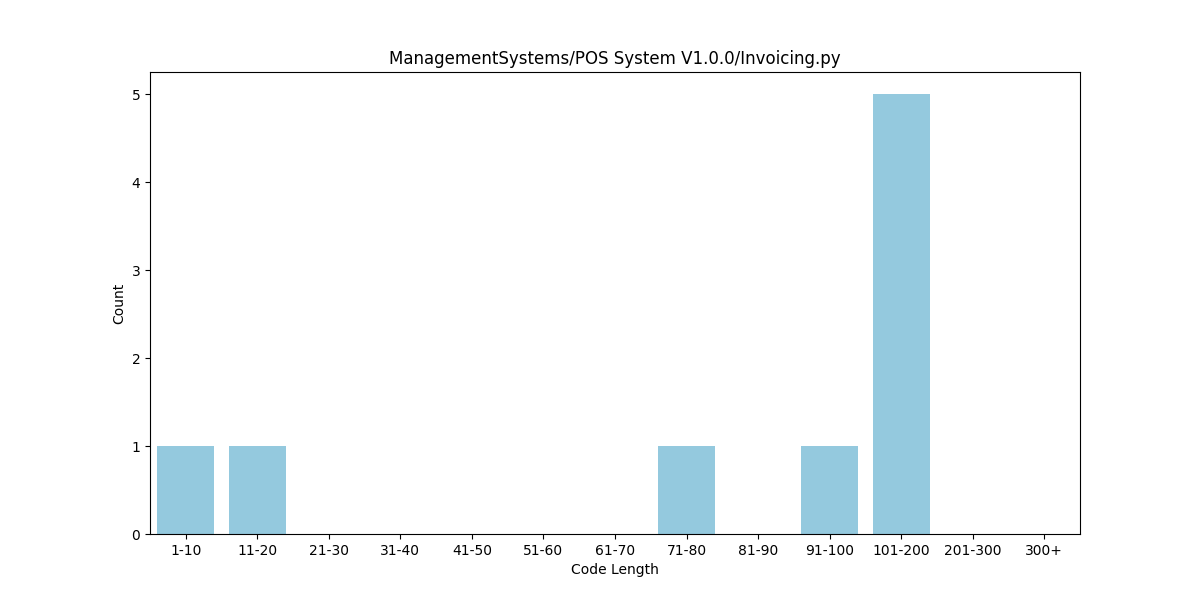 ManagementSystems/POS System V1.0.0/Invoicing.py
Count
5
4
3
2
1
0
1-10 11-20 21-30 31-40 41-50 51-60 61-70 71-80 81-90 91-100 101-200 201-300 300+
Code Length